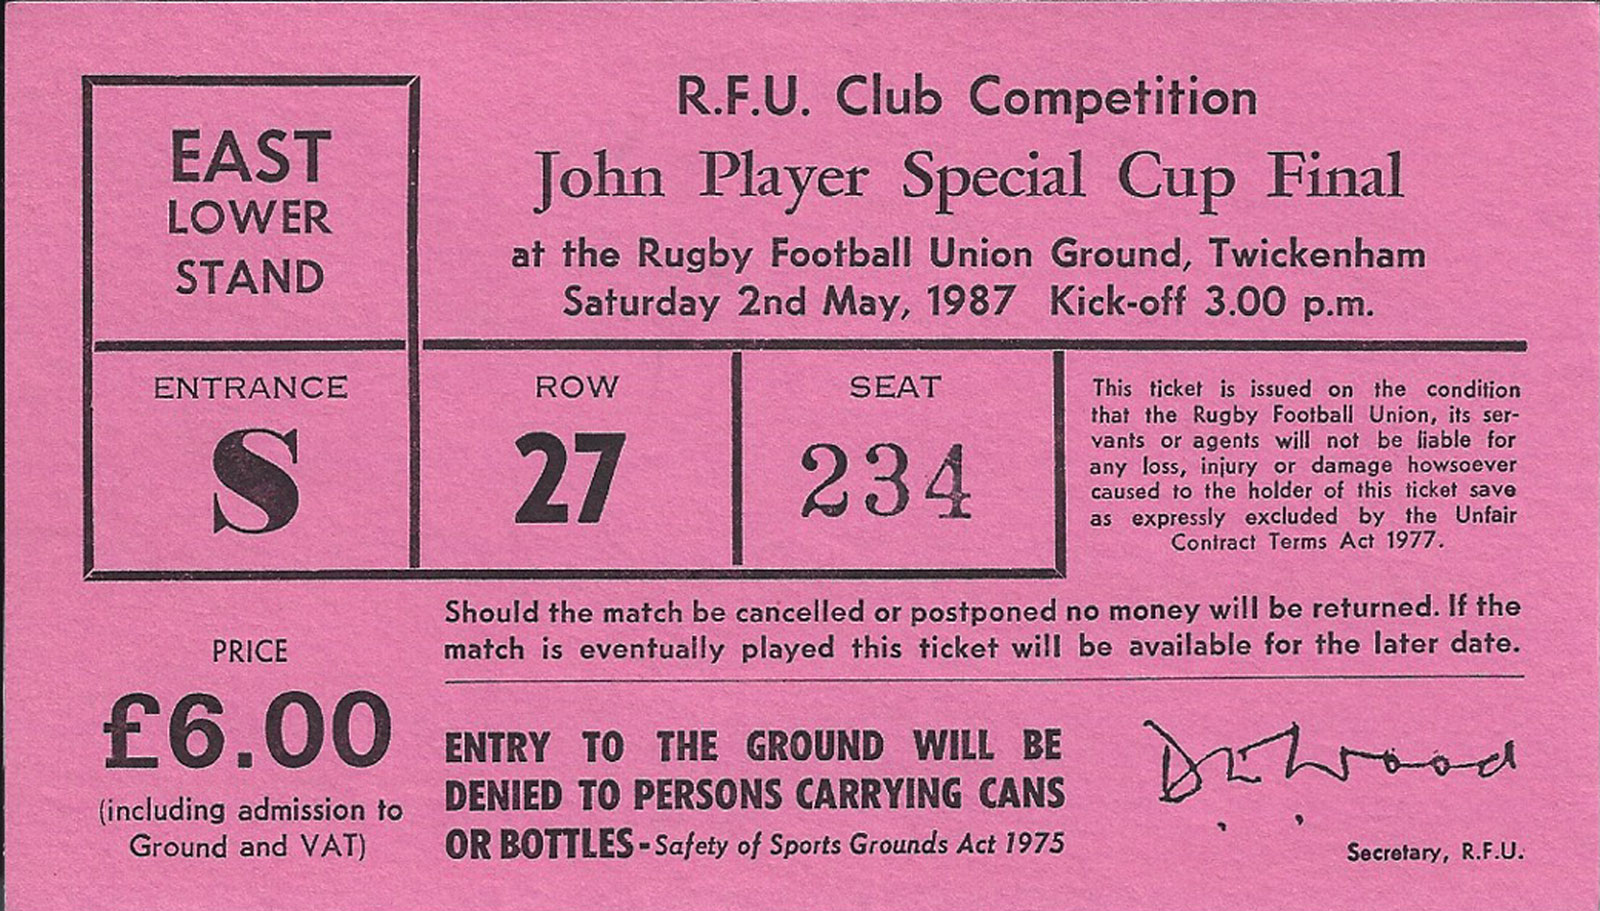 EAST
LOWER
STAND
R.F.U. Club Competition
John Player Special Cup Final
at the Rugby Football Union Ground, Twickenham
Saturday 2nd May, 1987 Kick-off 3.00 p.m.
ENTRANCE
S
ROW
27
SEAT
234
This ticket is issued on the condition
that the Rugby Football Union, its ser-
vants or agents will not be liable for
any loss, injury or damage howsoever
caused to the holder of this ticket save
as expressly excluded by the Unfair
Contract Terms Act 1977.
Should the match be cancelled or postponed no money will be returned. If the
match is eventually played this ticket will be available for the later date.
PRICE
£6.00
(including admission to
Ground and VAT)
ENTRY TO THE GROUND WILL BE
DENIED TO PERSONS CARRYING CANS
OR BOTTLES - Safety of Sports Grounds Act 1975
Wood
Secretary, R.F.U.